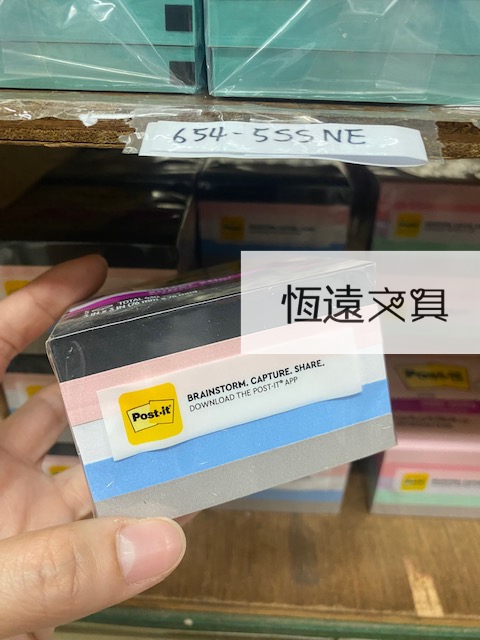 654-5SSNE
恆遠文具
BRAINSTORM. CAPTURE. SHARE.
DOWNLOAD THE POST-IT® APP
Post-it
Post-it